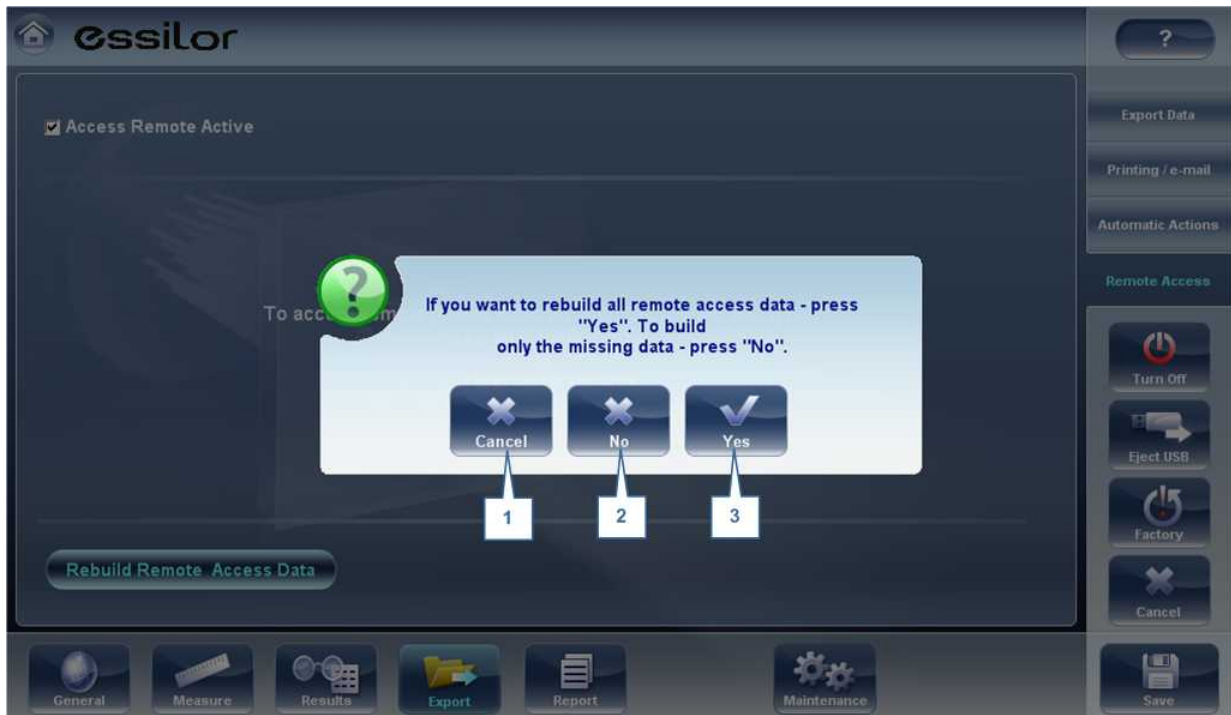 essilor
?
Access Remote Active
Export Data
Printing / e-mail
Automatic Actions
Remote Access
To acc
?
If you want to rebuild all remote access data - press
"Yes". To build
only the missing data - press "No".
Cancel
No
Yes
1
2
3
Turn Off
Eject USB
Factory
Cancel
Rebuild Remote Access Data
General
Measure
Results
Export
Report
Maintenance
Save